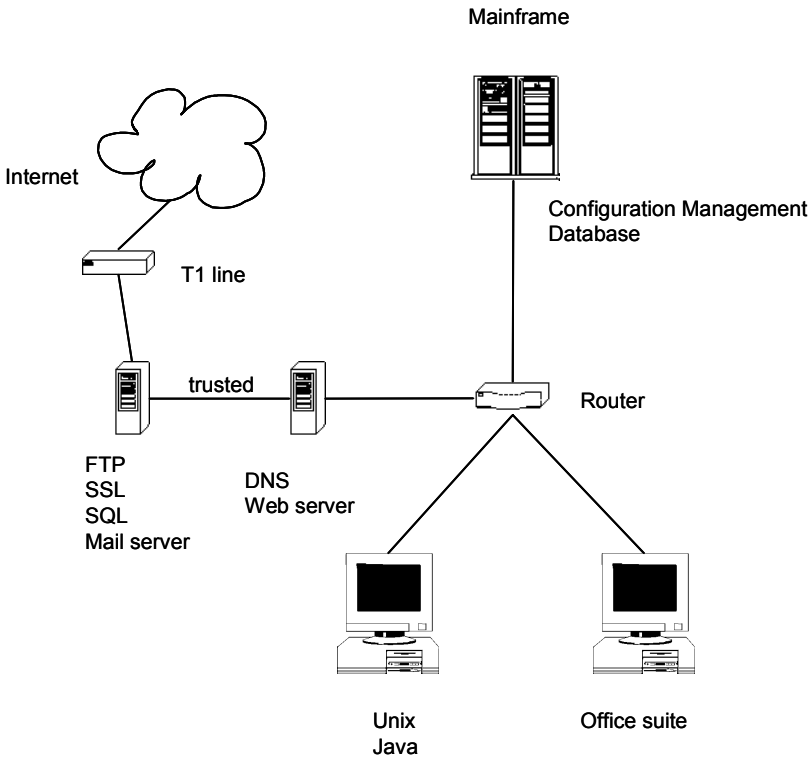 Mainframe
Internet
Configuration Management
Database
T1 line
trusted
Router
FTP
SSL
SQL
Mail server
DNS
Web server
Unix
Java
Office suite